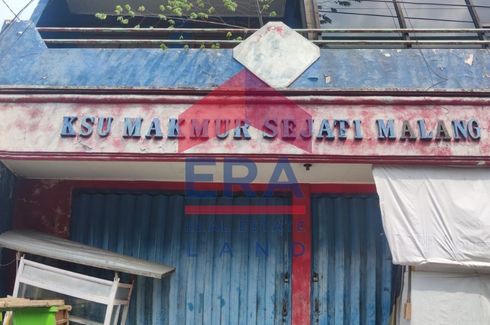 KSU MAKMUR SEJATI MALANG
ERA
REAL ESTATE
LAND